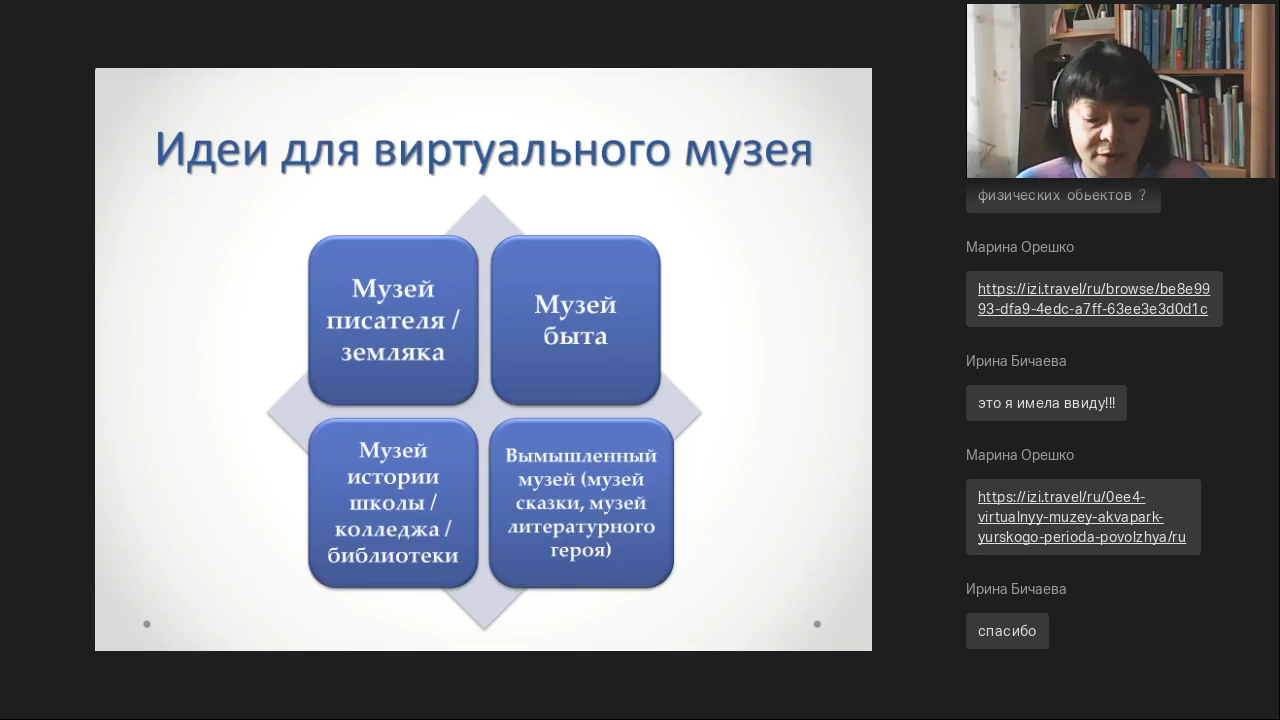 Идеи для виртуального музея
Музей
писателя /
земляка
Музей
быта
Музей
истории
школы /
колледжа /
библиотеки
Вымышленный
музей (музей
сказки, музей
литературного
героя)
физических обьектов ?
Марина Орешко
https://izi.travel/ru/browse/be8e99
93-dfa9-4edc-a7ff-63ee3e3d0d1c
Ирина Бичаева
это я имела ввиду!!!
Марина Орешко
https://izi.travel/ru/0ee4-
virtualnyy-muzey-akvapark-
yurskogo-perioda-povolzhya/ru
Ирина Бичаева
спасибо